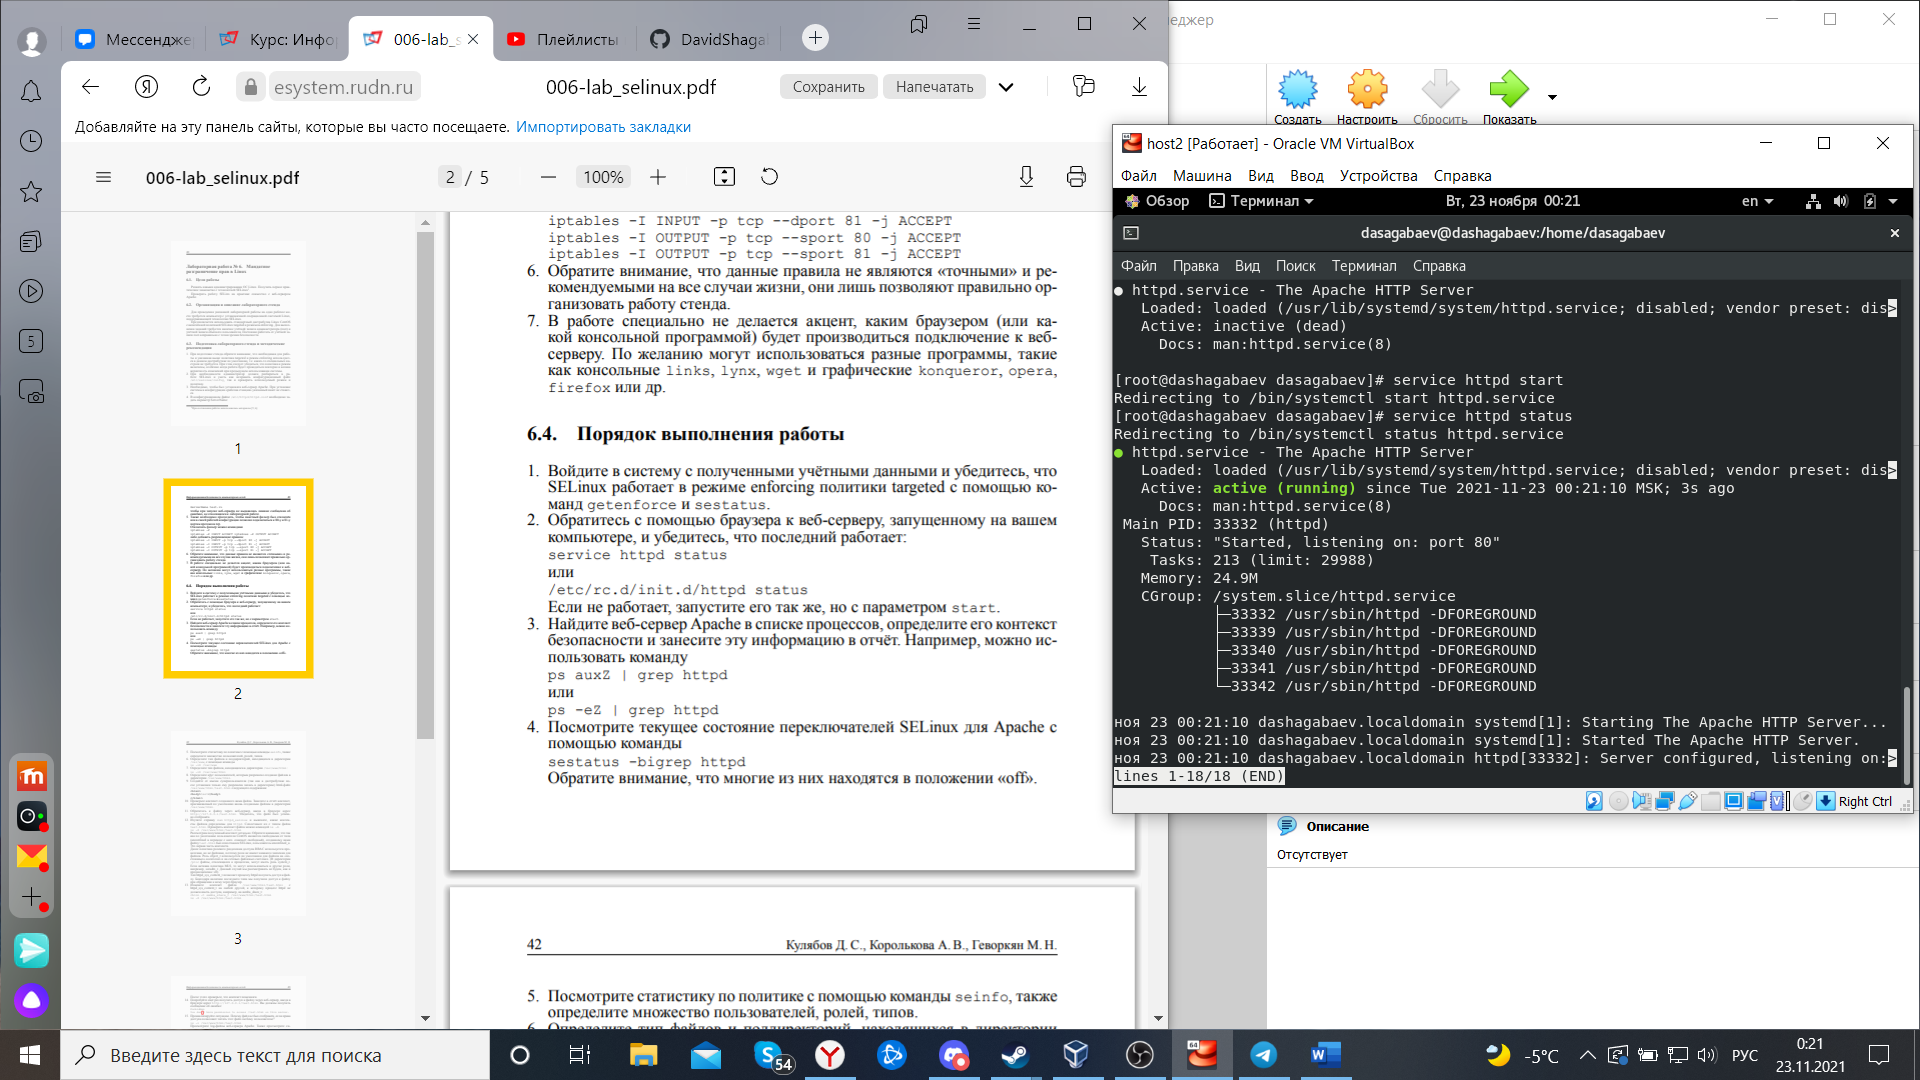 Мессендже
Курс: Инфо
006-lab_s
Плейлисты
DavidShaga
еджер
esystem.rudn.ru
006-lab_selinux.pdf
Сохранить
Напечатать
Добавляйте на эту панель сайты, которые вы часто посещаете. Импортировать закладки
006-lab_selinux.pdf
2 / 5
100%
1
2
3
iptables -I INPUT -p tcp --dport 81 -j ACCEPT
iptables -I OUTPUT -p tcp --sport 80 -j ACCEPT
iptables -I OUTPUT -p tcp --sport 81 -j ACCEPT
6. Обратите внимание, что данные правила не являются «точными» и ре-
комендуемыми на все случаи жизни, они лишь позволяют правильно ор-
ганизовать работу стенда.
7. В работе специально не делается акцент, каким браузером (или ка-
кой консольной программой) будет производиться подключение к веб-
серверу. По желанию могут использоваться разные программы, такие
как консольные links, lynx, wget и графические konqueror, opera,
firefox или др.
6.4. Порядок выполнения работы
1. Войдите в систему с полученными учётными данными и убедитесь, что
SELinux работает в режиме enforcing политики targeted с помощью ко-
манд getenforce и sestatus.
2. Обратитесь с помощью браузера к веб-серверу, запущенному на вашем
компьютере, и убедитесь, что последний работает:
service httpd status
или
/etc/rc.d/init.d/httpd status
Если не работает, запустите его так же, но с параметром start.
3. Найдите веб-сервер Apache в списке процессов, определите его контекст
безопасности и занесите эту информацию в отчёт. Например, можно ис-
пользовать команду
ps auxZ | grep httpd
или
ps -eZ | grep httpd
4. Посмотрите текущее состояние переключателей SELinux для Apache с
помощью команды
sestatus -bigrep httpd
Обратите внимание, что многие из них находятся в положении «off».
42 Кулябов Д. С., Королькова А. В., Геворкян М. Н.
5. Посмотрите статистику по политике с помощью команды seinfo, также
определите множество пользователей, ролей, типов.
6. Определите тип файлов и поддиректорий, находящихся в директории
Создать
Настроить
Сбросить
Показать
host2 [Работает] - Oracle VM VirtualBox
Файл Машина Вид Ввод Устройства Справка
Обзор Терминал Вт, 23 ноября 00:21 en
dasagabaev@dashagabaev:/home/dasagabaev
Файл Правка Вид Поиск Терминал Справка
● httpd.service - The Apache HTTP Server
Loaded: loaded (/usr/lib/systemd/system/httpd.service; disabled; vendor preset: dis>
Active: inactive (dead)
Docs: man:httpd.service(8)
[root@dashagabaev dasagabaev]# service httpd start
Redirecting to /bin/systemctl start httpd.service
[root@dashagabaev dasagabaev]# service httpd status
Redirecting to /bin/systemctl status httpd.service
● httpd.service - The Apache HTTP Server
Loaded: loaded (/usr/lib/systemd/system/httpd.service; disabled; vendor preset: dis>
Active: active (running) since Tue 2021-11-23 00:21:10 MSK; 3s ago
Docs: man:httpd.service(8)
Main PID: 33332 (httpd)
Status: "Started, listening on: port 80"
Tasks: 213 (limit: 29988)
Memory: 24.9M
CGroup: /system.slice/httpd.service
├─33332 /usr/sbin/httpd -DFOREGROUND
├─33339 /usr/sbin/httpd -DFOREGROUND
├─33340 /usr/sbin/httpd -DFOREGROUND
├─33341 /usr/sbin/httpd -DFOREGROUND
└─33342 /usr/sbin/httpd -DFOREGROUND
ноя 23 00:21:10 dashagabaev.localdomain systemd[1]: Starting The Apache HTTP Server...
ноя 23 00:21:10 dashagabaev.localdomain systemd[1]: Started The Apache HTTP Server.
ноя 23 00:21:10 dashagabaev.localdomain httpd[33332]: Server configured, listening on:>
lines 1-18/18 (END)
Right Ctrl
Описание
Отсутствует
Введите здесь текст для поиска
54
-5°C
РУС
0:21
23.11.2021